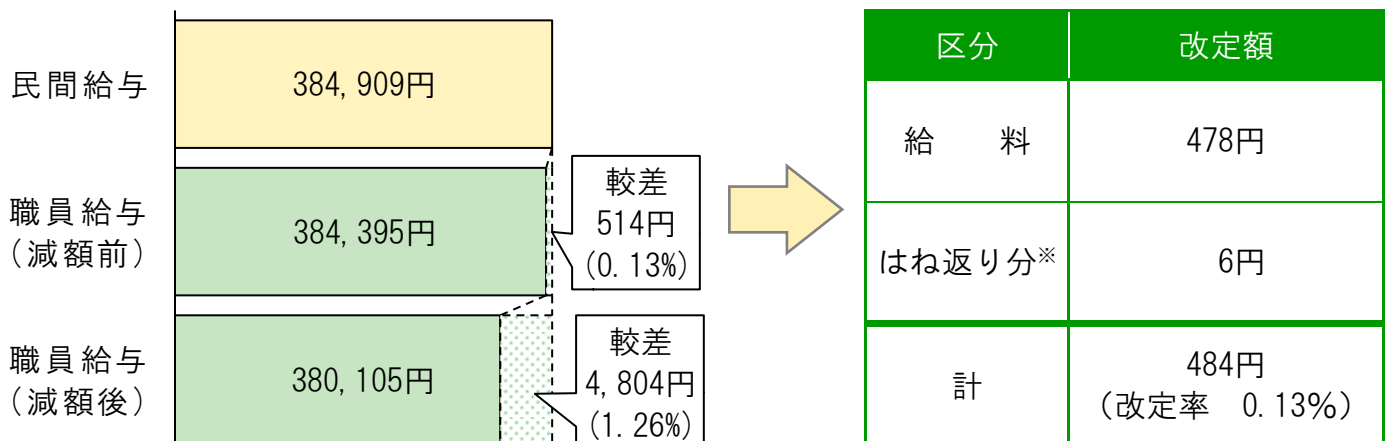 民間給与
384,909円
職員給与
(減額前)
384,395円
較差
514円
(0.13%)
職員給与
(減額後)
380,105円
較差
4,804円
(1.26%)
区分 改定額
給　　料 478円
はね返り分※ 6円
計 484円
(改定率　0.13%)